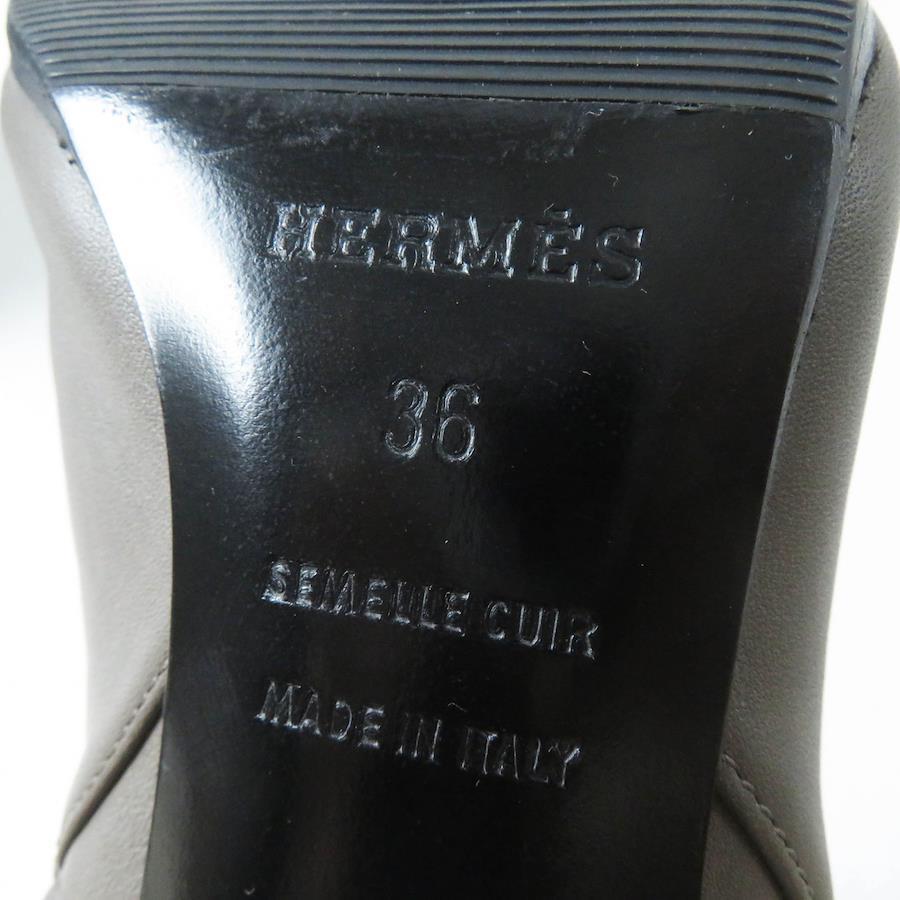 HERMÈS
36
SEMELLE CUIR
MADE IN ITALY